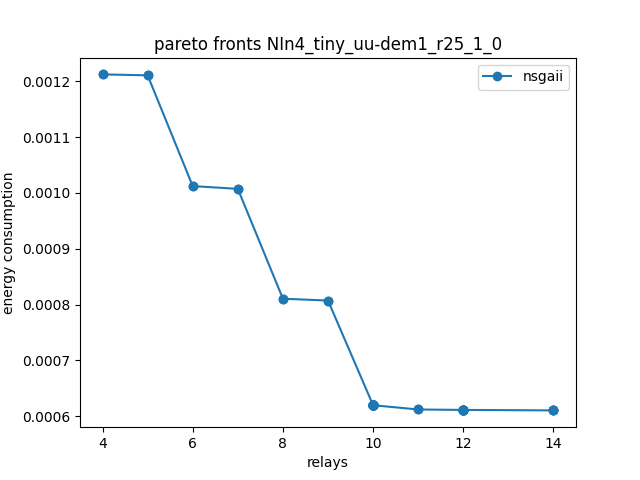 pareto fronts NIn4_tiny_uu-dem1_r25_1_0
nsgaii
0.0012
0.0011
0.0010
0.0009
0.0008
0.0007
0.0006
energy consumption
4 6 8 10 12 14
relays